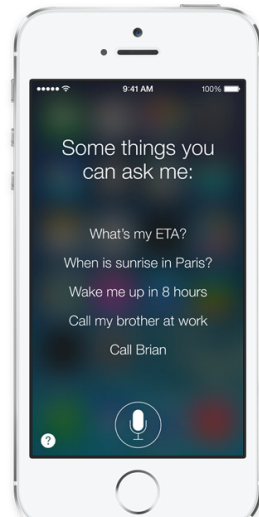 9:41 AM 100%
Some things you
can ask me:
What's my ETA?
When is sunrise in Paris?
Wake me up in 8 hours
Call my brother at work
Call Brian
?